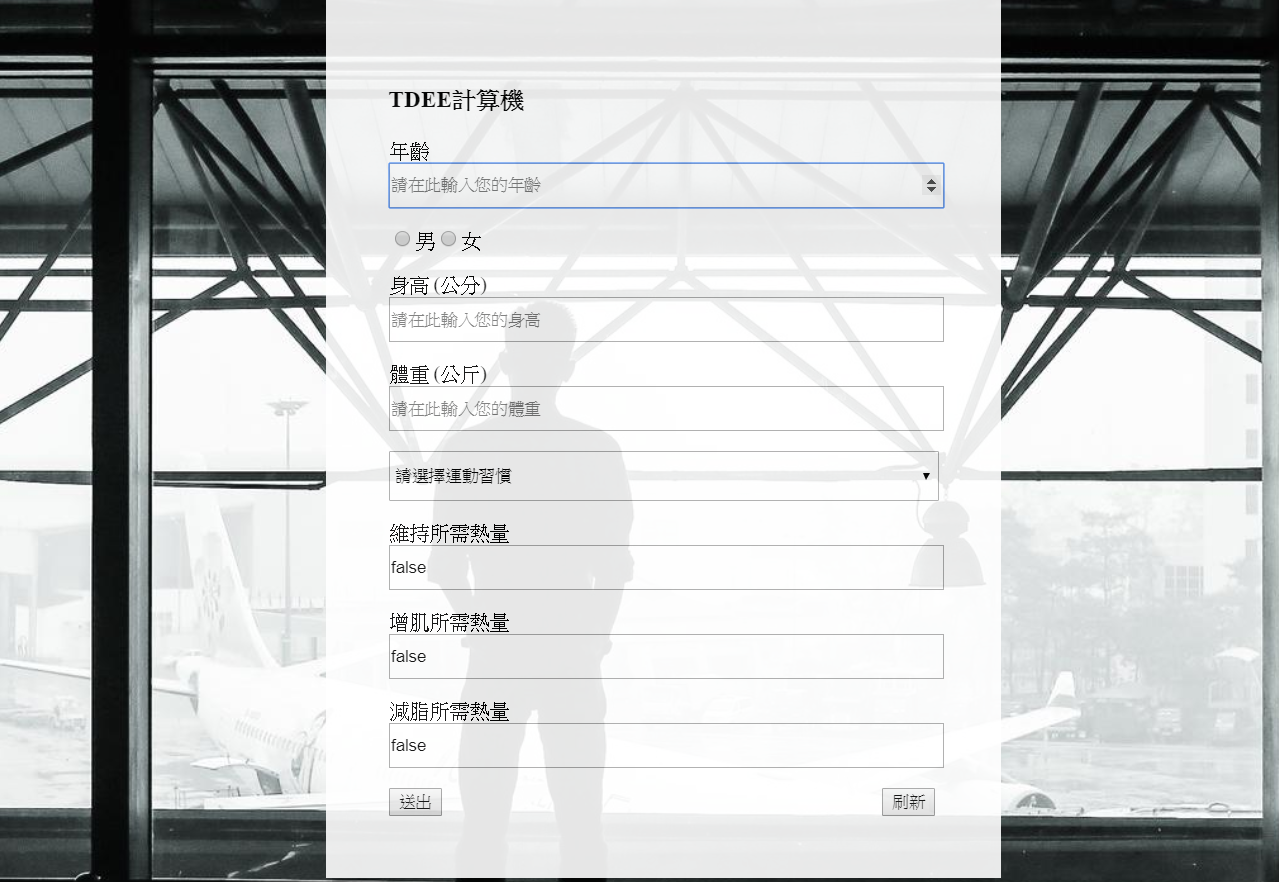 TDEE計算機
年齡
請在此輸入您的年齡
男 女
身高 (公分)
請在此輸入您的身高
體重 (公斤)
請在此輸入您的體重
請選擇運動習慣
維持所需熱量
false
增肌所需熱量
false
減脂所需熱量
false
送出 刷新